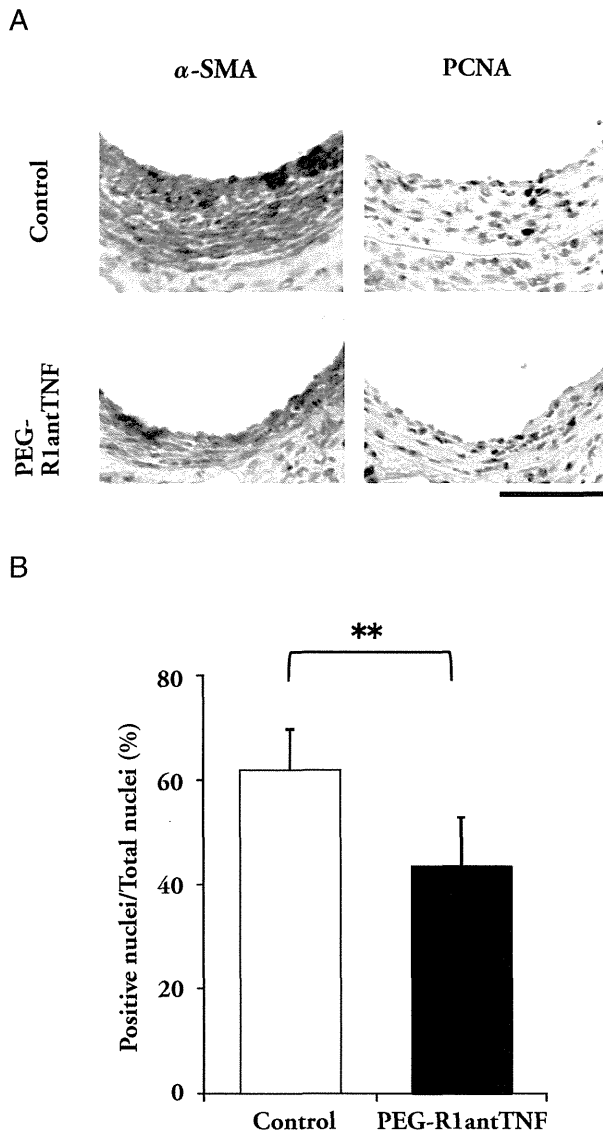 A
α-SMA PCNA
Control
PEG-
R1antTNF
B
**
Positive nuclei/Total nuclei (%)
80
60
40
20
0
Control PEG-R1antTNF